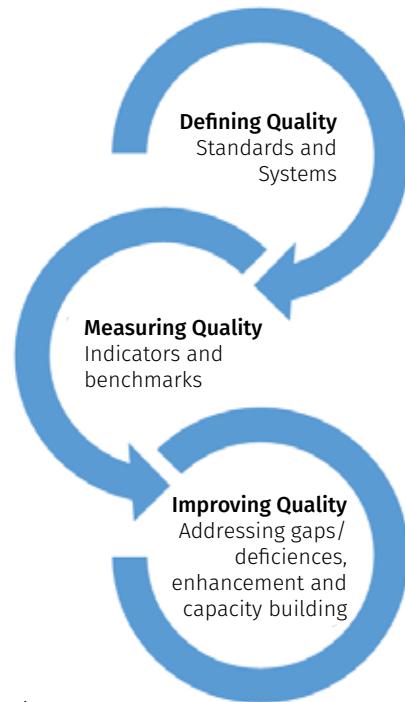 Defining Quality
Standards and
Systems
Measuring Quality
Indicators and
benchmarks
Improving Quality
Addressing gaps/
deficiences,
enhancement and
capacity building